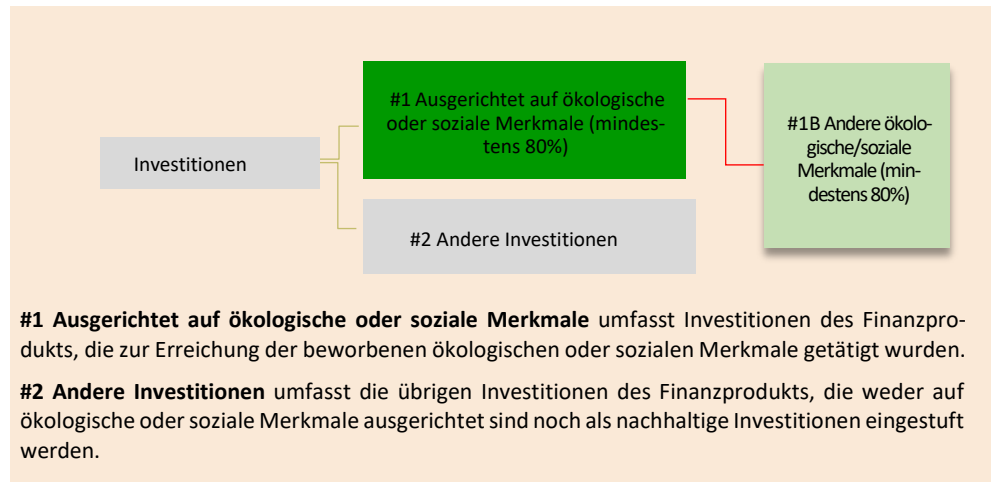 #1 Ausgerichtet auf ökologische
oder soziale Merkmale (mindes-
tens 80%)
#1B Andere ökolo-
gische/soziale
Merkmale (min-
destens 80%)
Investitionen
#2 Andere Investitionen
#1 Ausgerichtet auf ökologische oder soziale Merkmale umfasst Investitionen des Finanzpro-
dukts, die zur Erreichung der beworbenen ökologischen oder sozialen Merkmale getätigt wurden.
#2 Andere Investitionen umfasst die übrigen Investitionen des Finanzprodukts, die weder auf
ökologische oder soziale Merkmale ausgerichtet sind noch als nachhaltige Investitionen eingestuft
werden.